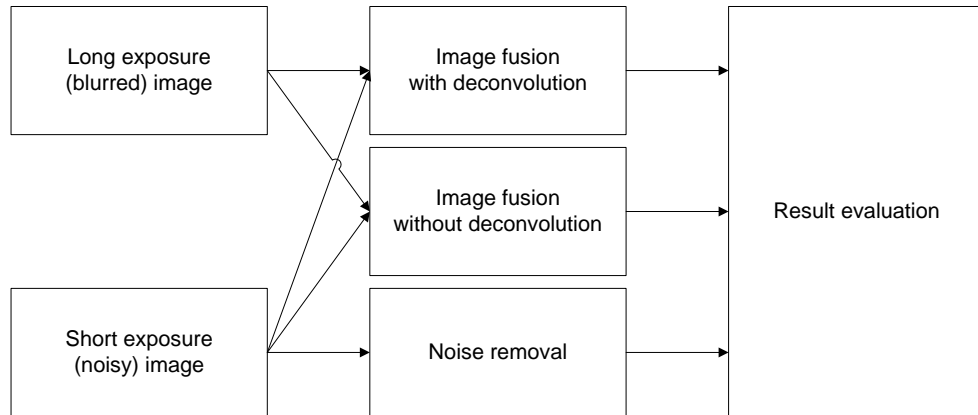 Long exposure
(blurred) image
Image fusion
with deconvolution
Image fusion
without deconvolution
Result evaluation
Short exposure
(noisy) image
Noise removal